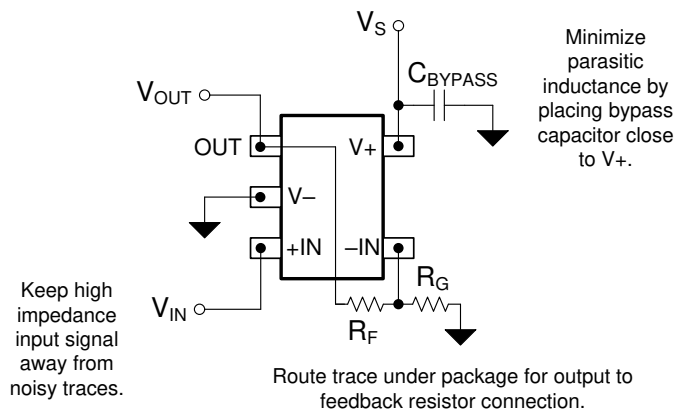 V_S
C_BYPASS
Minimize
parasitic
inductance by
placing bypass
capacitor close
to V+.
V_OUT
OUT
V+
V–
+IN
–IN
R_G
Keep high
impedance
input signal
away from
noisy traces.
V_IN
R_F
Route trace under package for output to
feedback resistor connection.